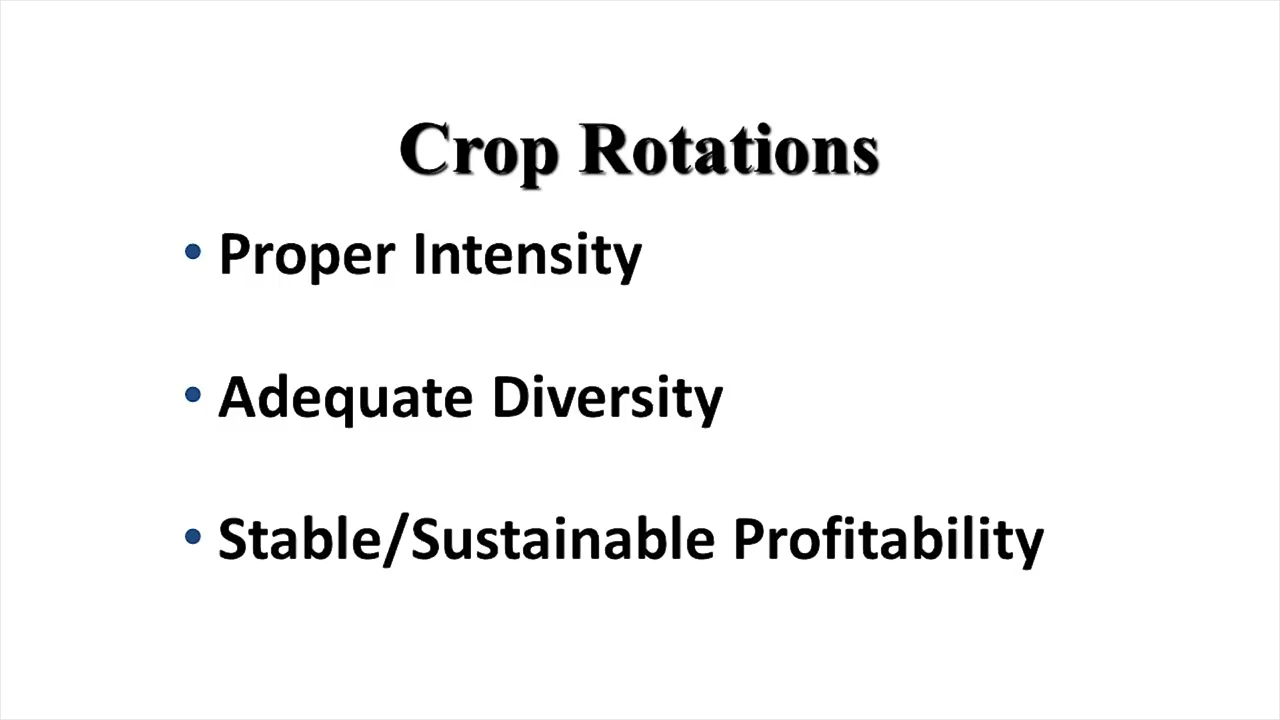 Crop Rotations
• Proper Intensity
• Adequate Diversity
• Stable/Sustainable Profitability